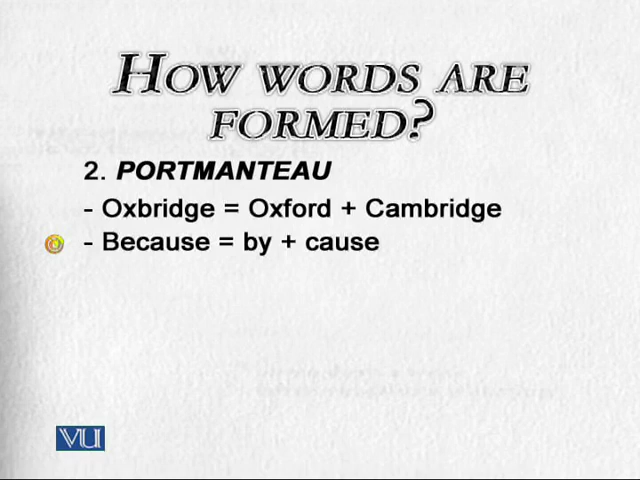 HOW WORDS ARE
FORMED?
2. PORTMANTEAU
- Oxbridge = Oxford + Cambridge
- Because = by + cause
VU